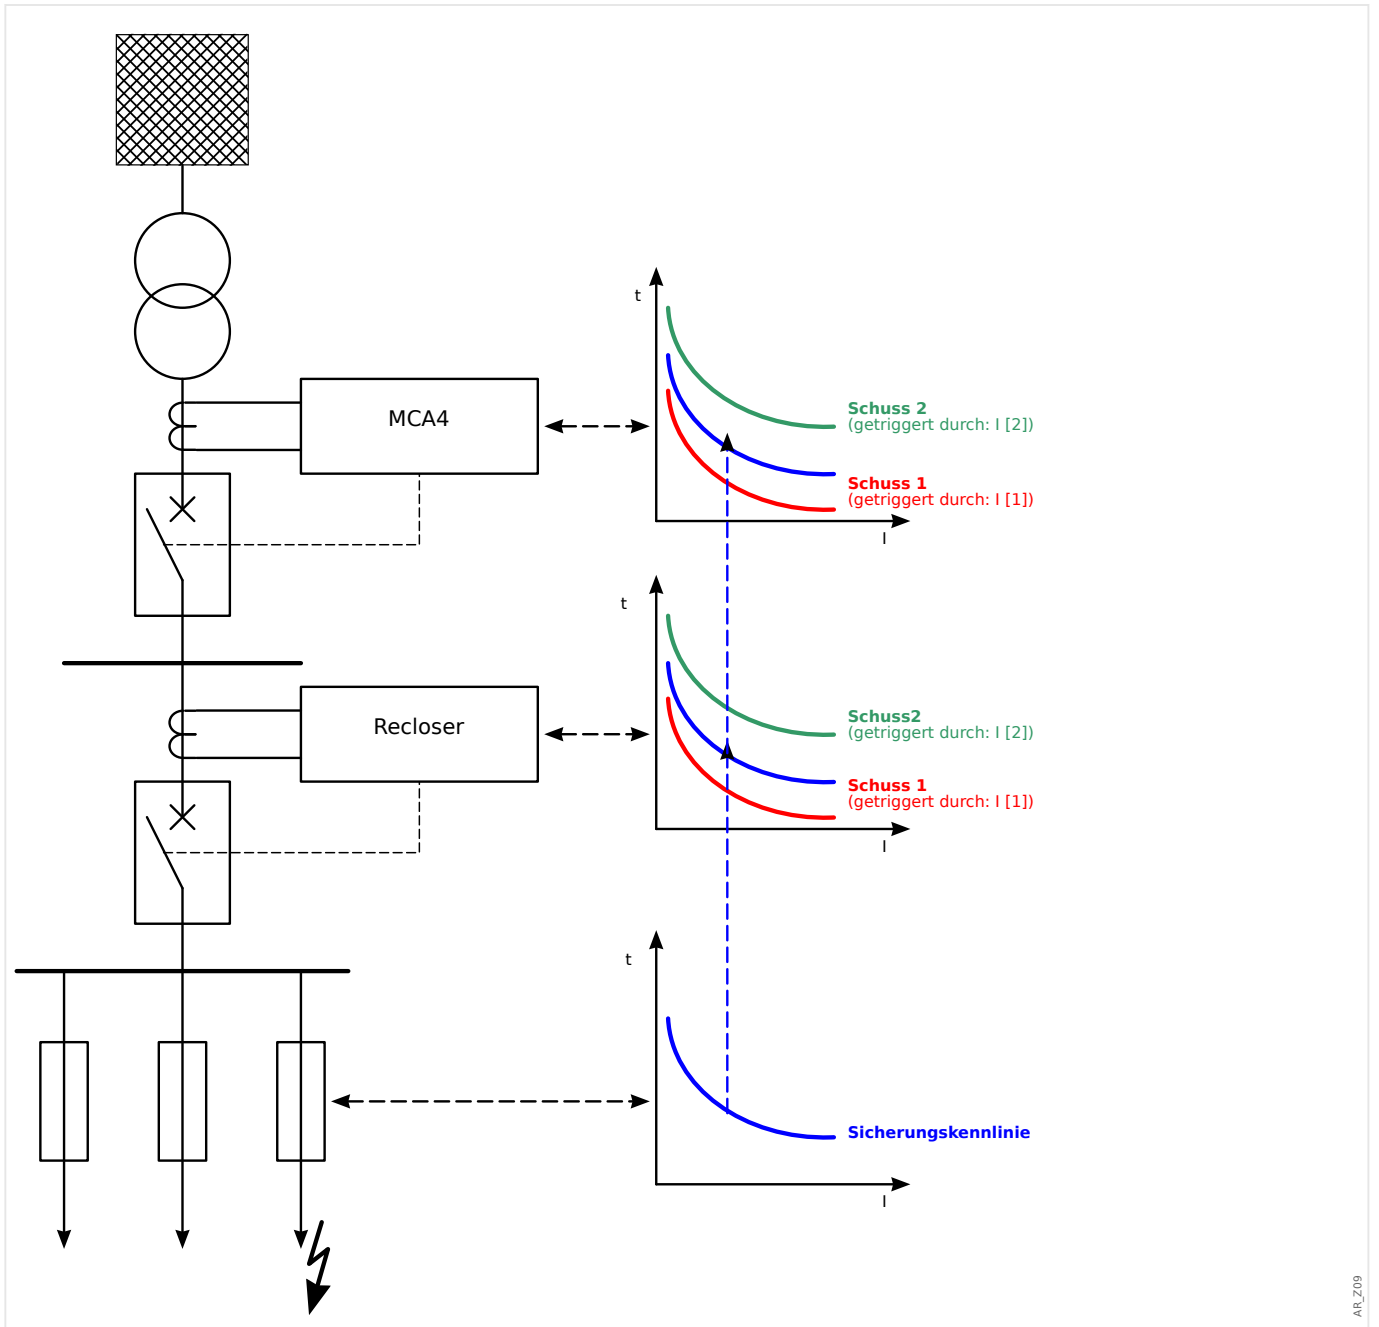 t
MCA4
Schuss 2
(getriggert durch: I [2])
Schuss 1
(getriggert durch: I [1])
I
t
Recloser
Schuss2
(getriggert durch: I [2])
Schuss 1
(getriggert durch: I [1])
I
t
Sicherungskennlinie
I
AR_Z09